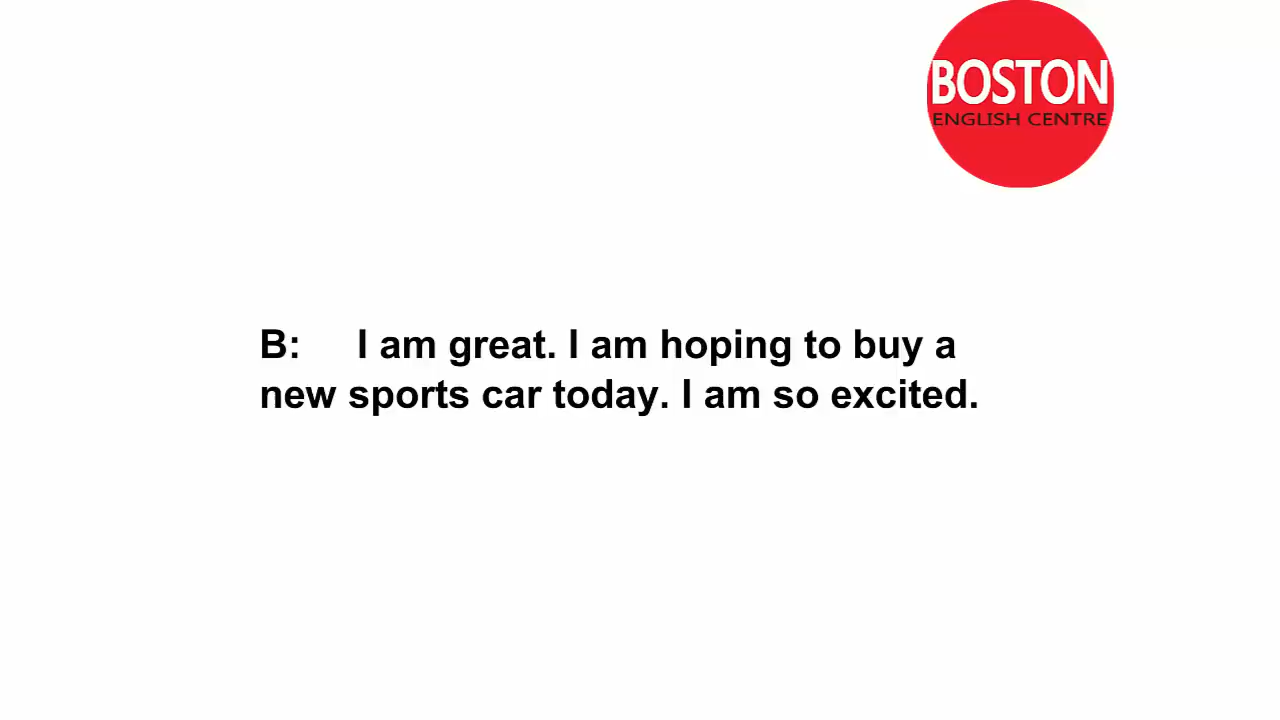 BOSTON
ENGLISH CENTRE
B: I am great. I am hoping to buy a
new sports car today. I am so excited.